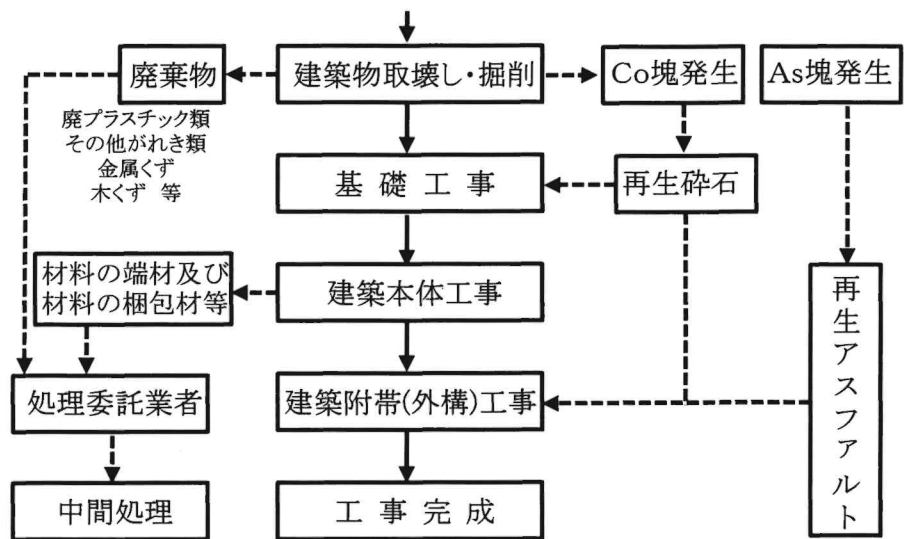 廃棄物
建築物取壊し・掘削
Co塊発生
As塊発生
廃プラスチック類
その他がれき類
金属くず
木くず 等
基 礎 工 事
再生砕石
材料の端材及び
材料の梱包材等
建築本体工事
再生アスファルト
処理委託業者
建築附帯(外構)工事
中間処理
工 事 完 成